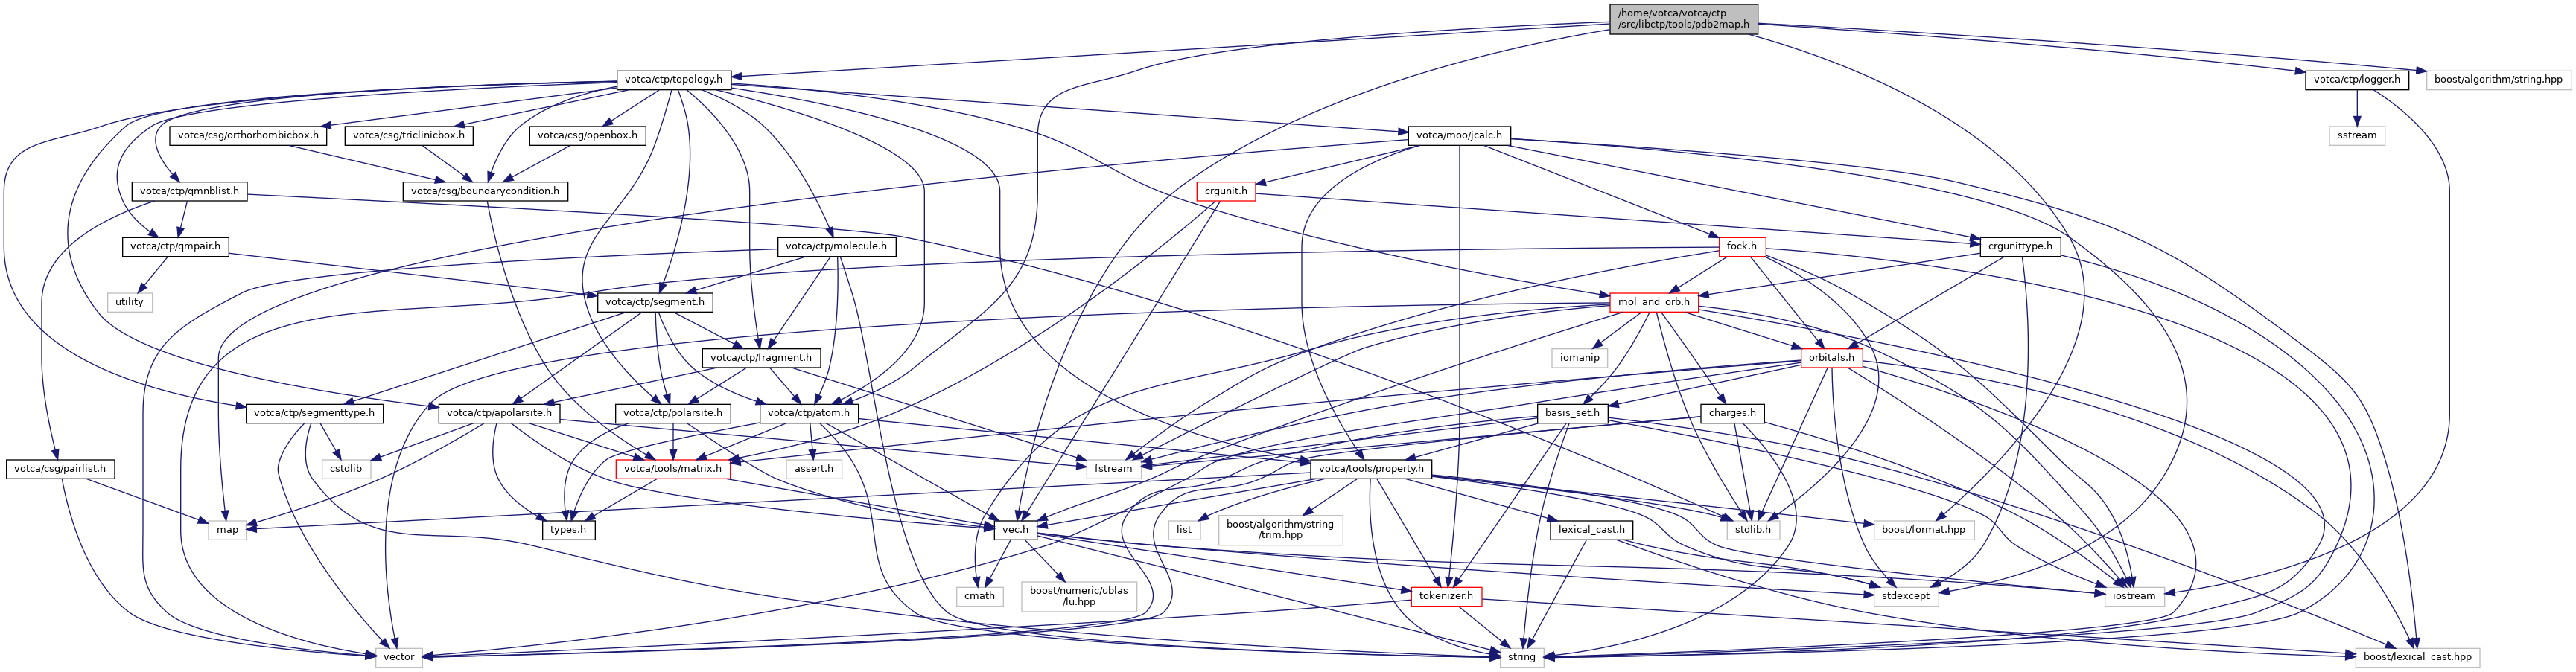 /home/votca/votca/ctp
/src/libctp/tools/pdb2map.h
votca/ctp/topology.h
votca/ctp/logger.h
boost/algorithm/string.hpp
votca/csg/orthorhombicbox.h
votca/csg/triclinicbox.h
votca/csg/openbox.h
votca/moo/jcalc.h
sstream
votca/ctp/qmnblist.h
votca/csg/boundarycondition.h
crgunit.h
votca/ctp/qmpair.h
votca/ctp/molecule.h
fock.h
crgunittype.h
utility
votca/ctp/segment.h
mol_and_orb.h
votca/ctp/fragment.h
iomanip
orbitals.h
votca/ctp/segmenttype.h
votca/ctp/apolarsite.h
votca/ctp/polarsite.h
votca/ctp/atom.h
basis_set.h
charges.h
votca/csg/pairlist.h
cstdlib
votca/tools/matrix.h
assert.h
fstream
votca/tools/property.h
map
types.h
vec.h
list
boost/algorithm/string
/trim.hpp
lexical_cast.h
stdlib.h
boost/format.hpp
cmath
boost/numeric/ublas
/lu.hpp
tokenizer.h
stdexcept
iostream
vector
string
boost/lexical_cast.hpp